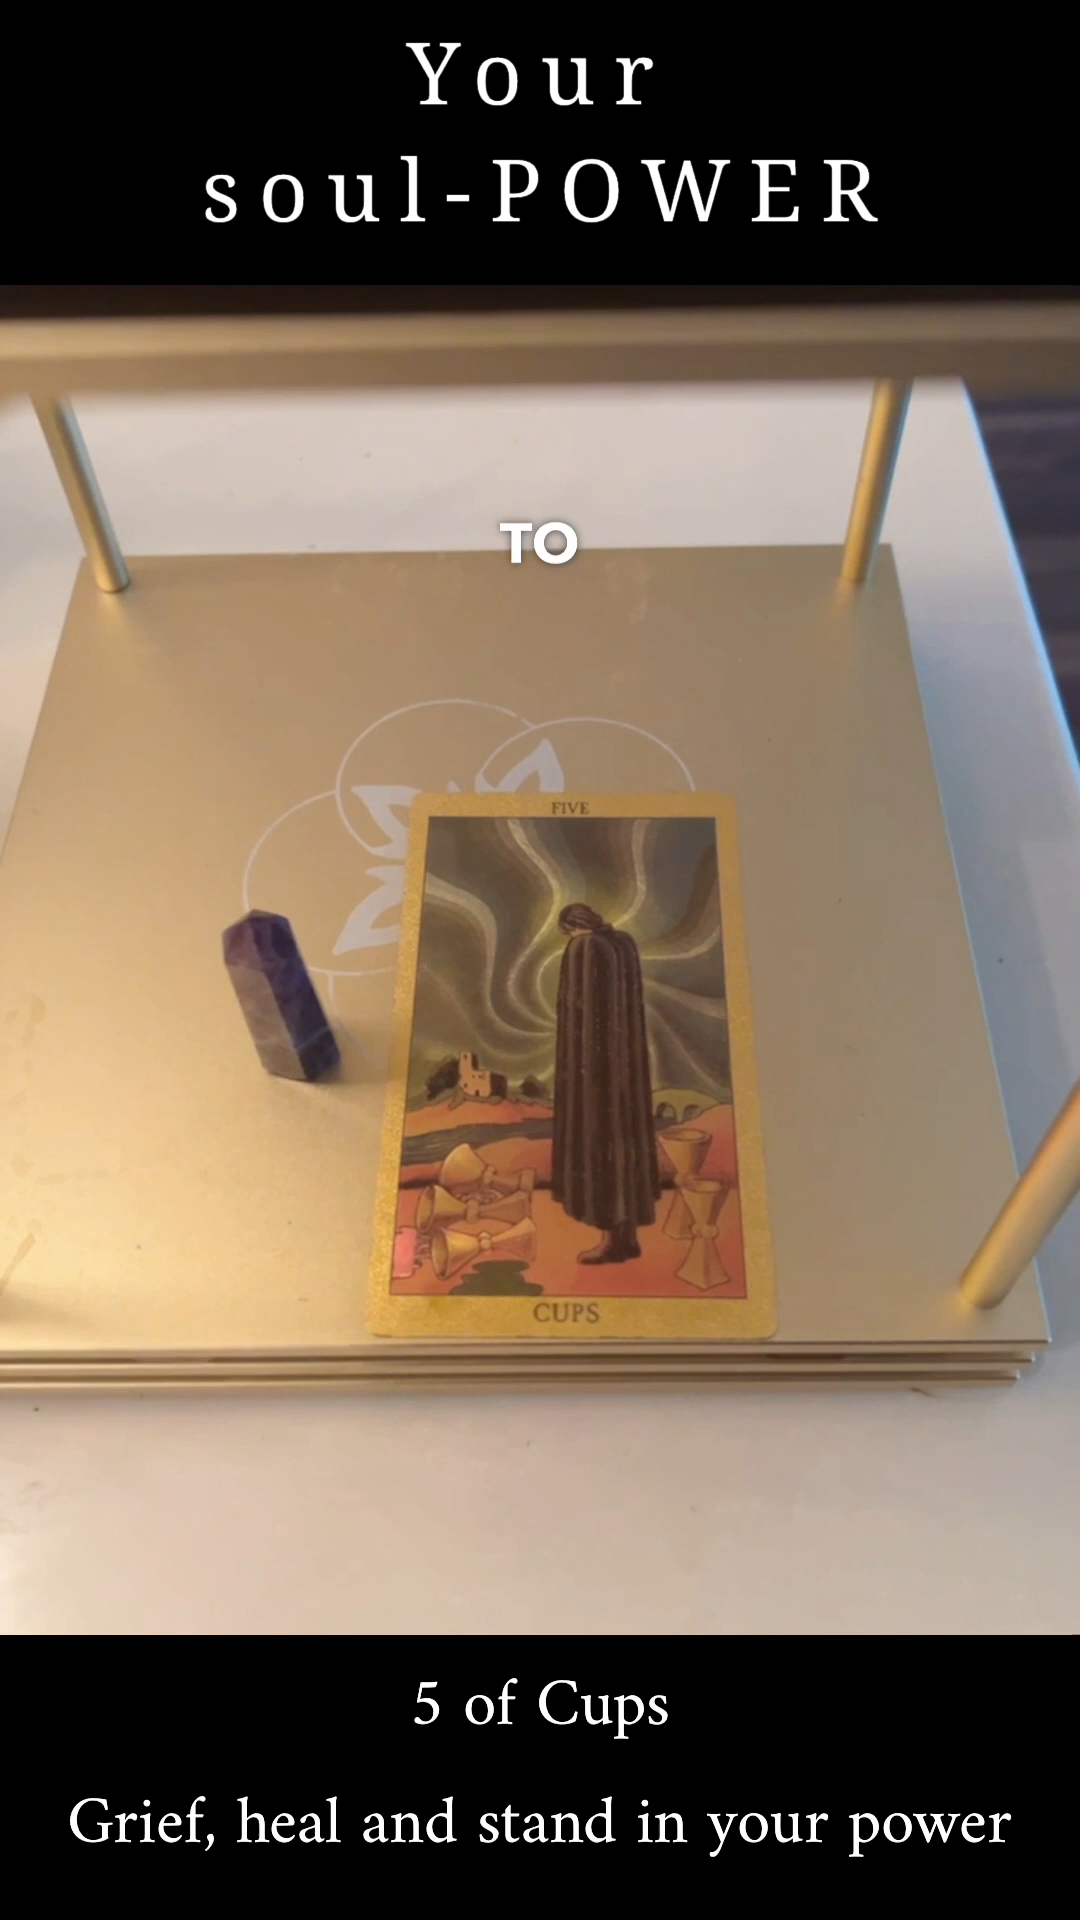 Your
soul-POWER
TO
FIVE
CUPS
5 of Cups
Grief, heal and stand in your power